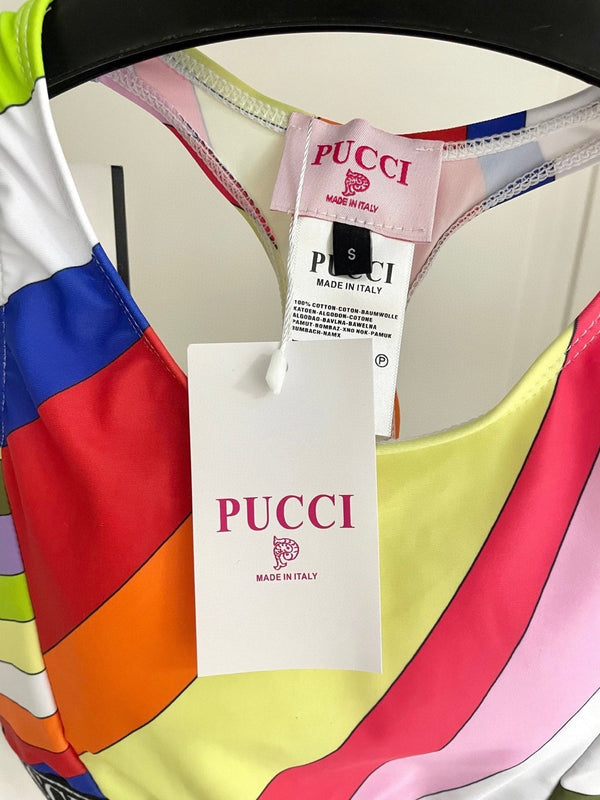 PUCCI
MADE IN ITALY
S
PUCCI
MADE IN ITALY
100% COTTON-COTON-BAUMWOLLE
KATOEN-ALGODON-COTONE
ALGODAO-BAVLNA-BAWELNA
PAMUT-BOMBAZ-XNO NOK-PAMUK
TUMBACH-NAMX
P
PUCCI
MADE IN ITALY